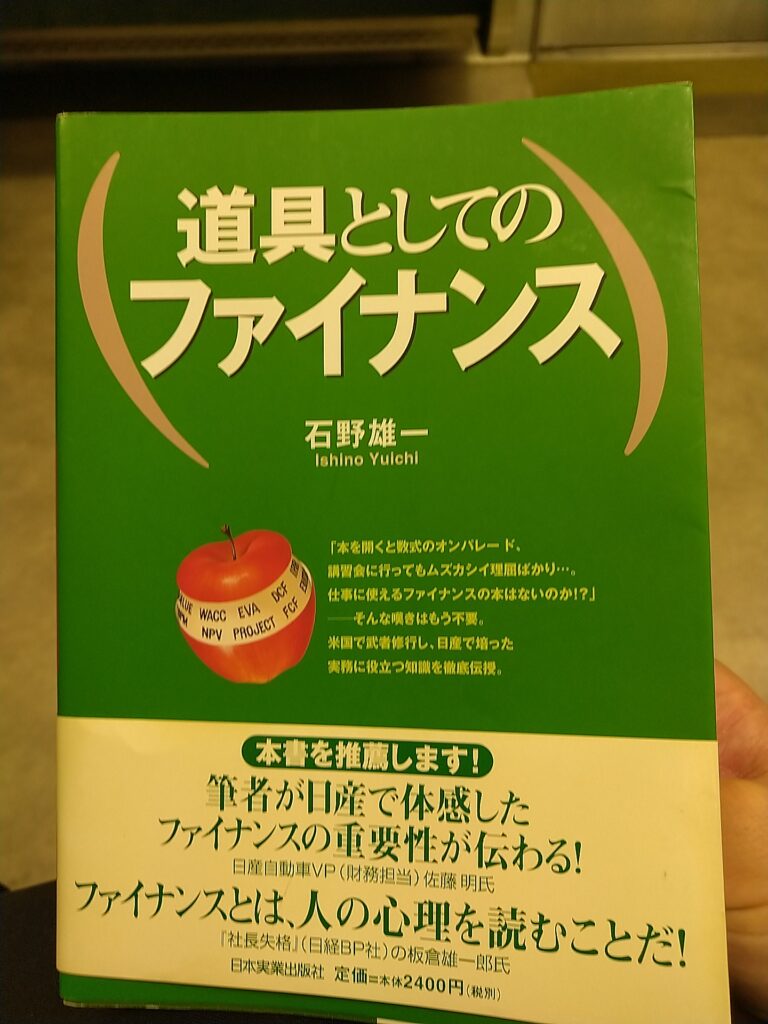 道具としての
ファイナンス
石野雄一
Ishino Yuichi
WACC EVA DCF
NPV PROJECT FCF
「本を開くと数式のオンパレード、
講習会に行ってもムズカシイ理屈ばかり…。
仕事に使えるファイナンスの本はないのか!?」
──そんな嘆きはもう不要。
米国で武者修行し、日産で培った
実務に役立つ知識を徹底伝授。
本書を推薦します!
筆者が日産で体感した
ファイナンスの重要性が伝わる!
日産自動車VP(財務担当)佐藤 明氏
ファイナンスとは、人の心理を読むことだ!
『社長失格』(日経BP社)の板倉雄一郎氏
日本実業出版社 定価=本体2400円(税別)